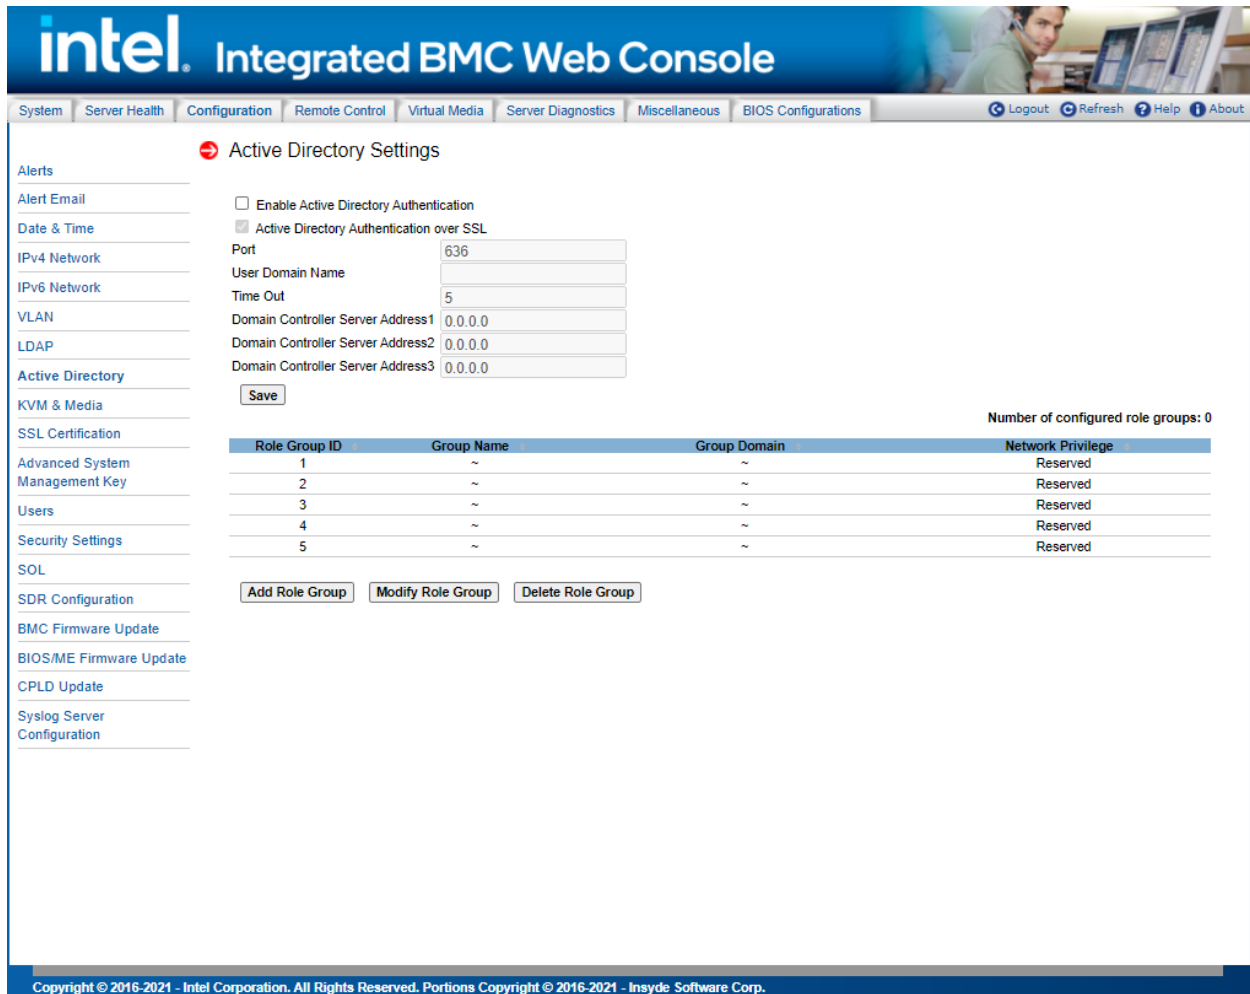 intel. Integrated BMC Web Console
System Server Health Configuration Remote Control Virtual Media Server Diagnostics Miscellaneous BIOS Configurations Logout Refresh Help About
Active Directory Settings
Alerts
Alert Email
Date & Time
IPv4 Network
IPv6 Network
VLAN
LDAP
Active Directory
KVM & Media
SSL Certification
Advanced System
Management Key
Users
Security Settings
SOL
SDR Configuration
BMC Firmware Update
BIOS/ME Firmware Update
CPLD Update
Syslog Server
Configuration
Enable Active Directory Authentication
Active Directory Authentication over SSL
Port 636
User Domain Name
Time Out 5
Domain Controller Server Address1 0.0.0.0
Domain Controller Server Address2 0.0.0.0
Domain Controller Server Address3 0.0.0.0
Save
Number of configured role groups: 0
Role Group ID Group Name Group Domain Network Privilege
1 ~ ~ Reserved
2 ~ ~ Reserved
3 ~ ~ Reserved
4 ~ ~ Reserved
5 ~ ~ Reserved
Add Role Group Modify Role Group Delete Role Group
Copyright © 2016-2021 - Intel Corporation. All Rights Reserved. Portions Copyright © 2016-2021 - Insyde Software Corp.